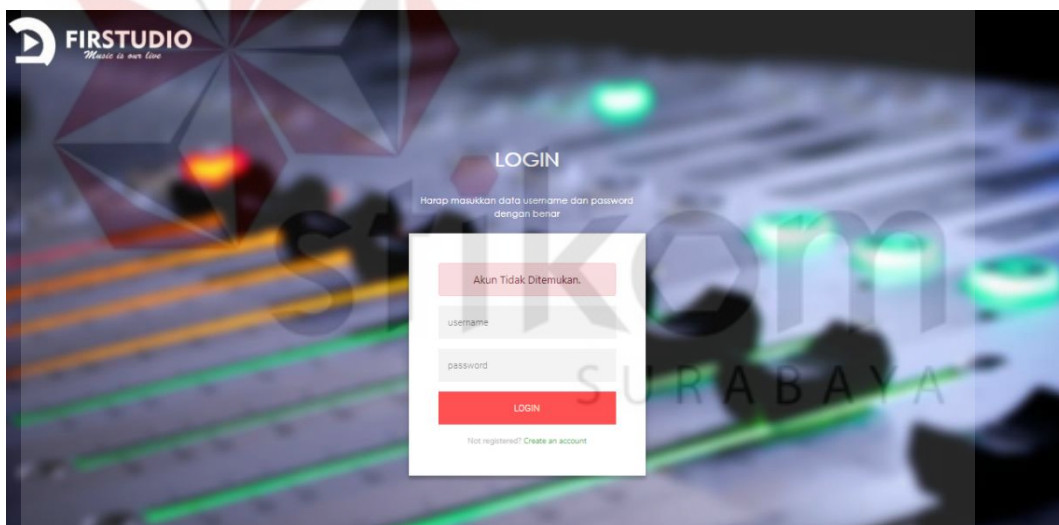 FIRSTUDIO
Music is our live
LOGIN
Harap masukkan data username dan password
dengan benar
Akun Tidak Ditemukan.
username
password
LOGIN
Not registered? Create an account
stikom
SURABAYA